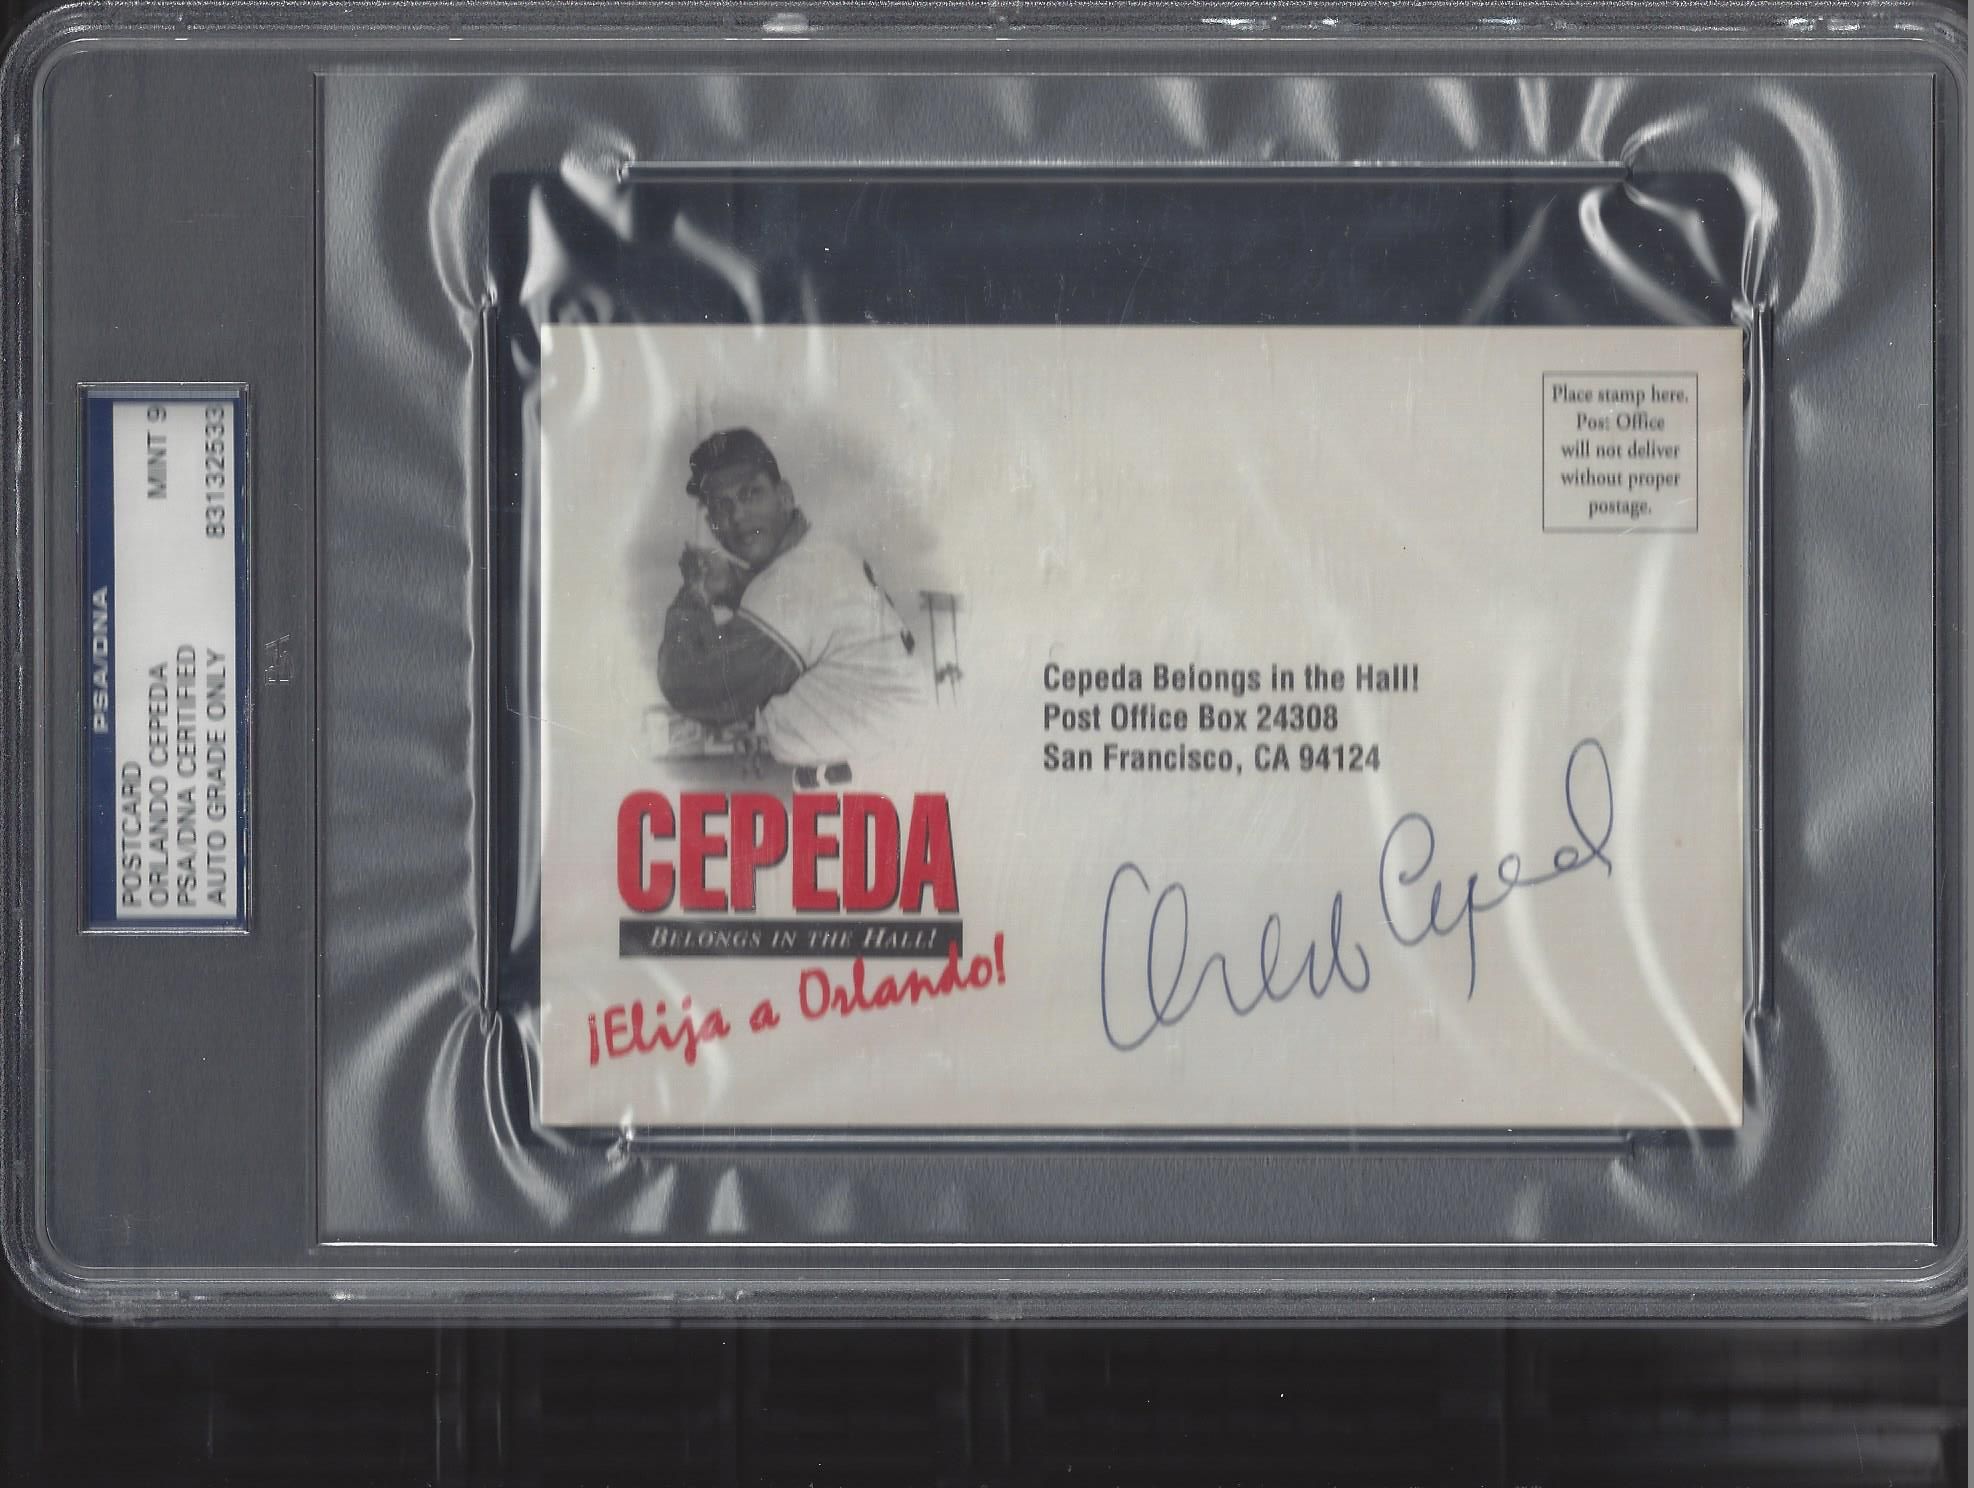 PSA/DNA
POSTCARD
ORLANDO CEPEDA MINT 9
PSA/DNA CERTIFIED
AUTO GRADE ONLY 83132533
Place stamp here.
Post Office
will not deliver
without proper
postage.
Cepeda Belongs in the Hall!
Post Office Box 24308
San Francisco, CA 94124
CEPEDA
BELONGS IN THE HALL!
¡Elija a Orlando!
Orlando Cepeda